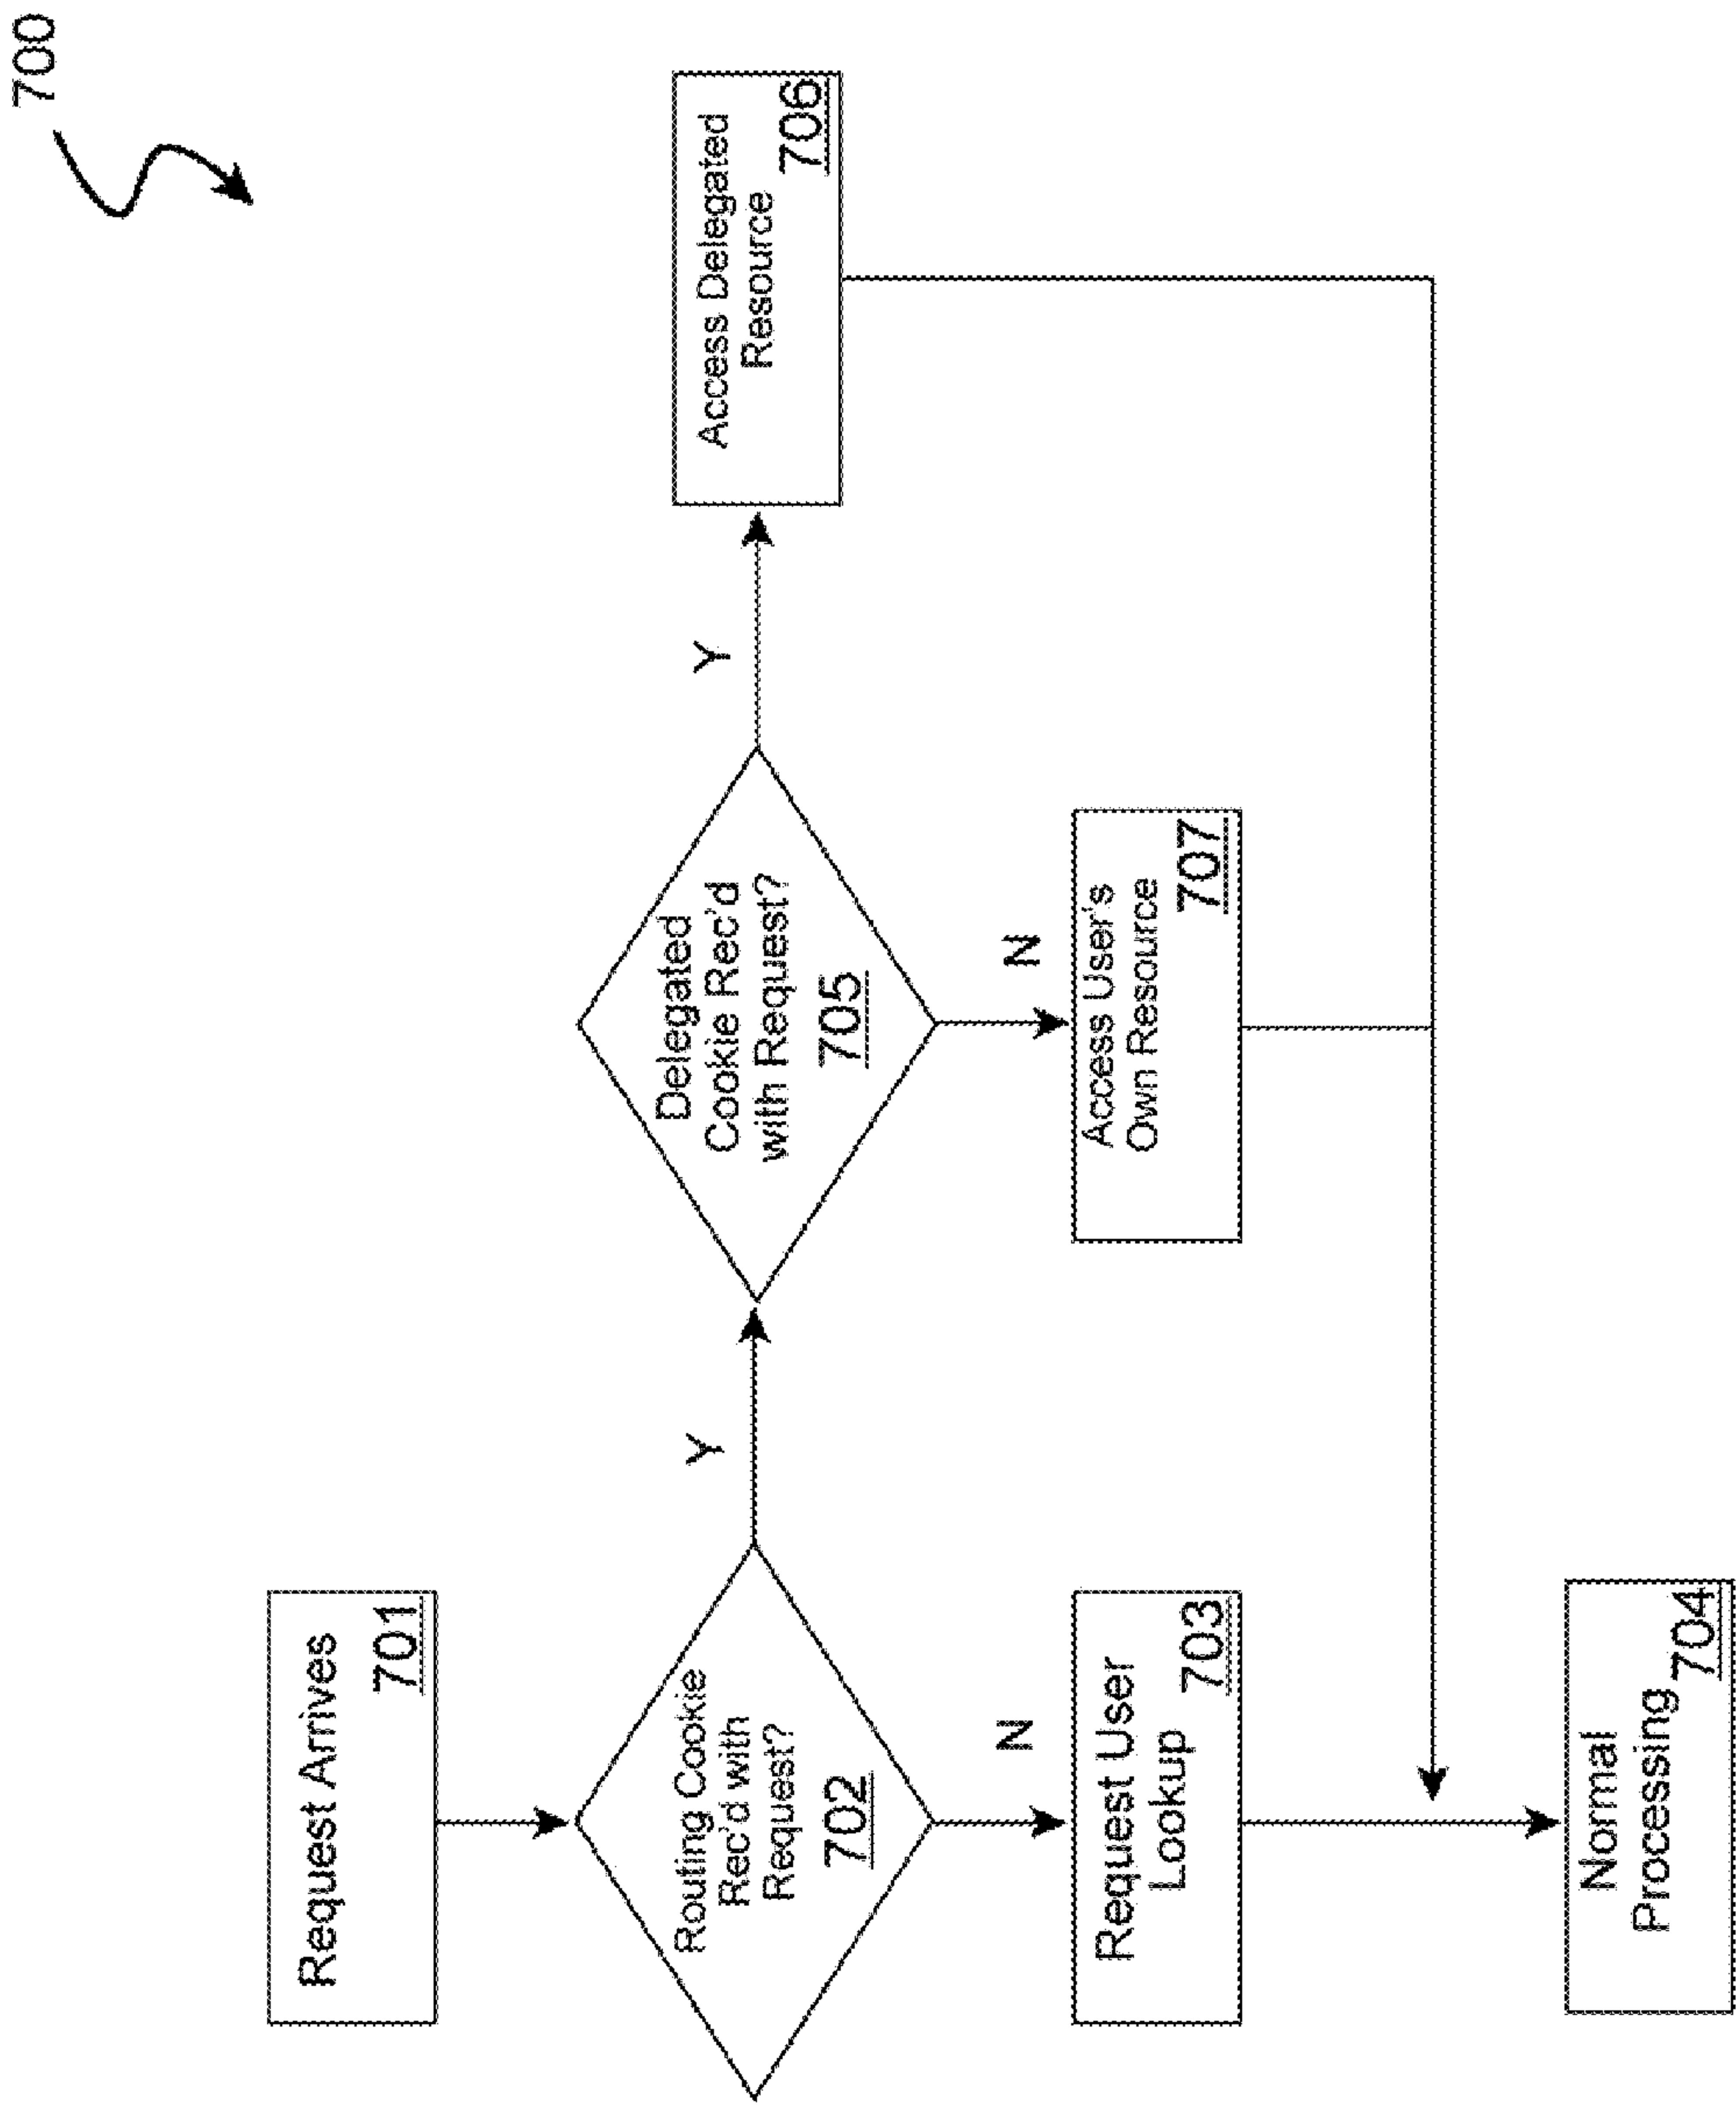 700
Request Arrives
701
Routing Cookie
Rec'd with
Request?
702
Y
N
Request User
Lookup
703
Normal
Processing
704
Delegated
Cookie Rec'd
with Request?
705
Y
N
Access Delegated
Resource
706
Access User's
Own Resource
707